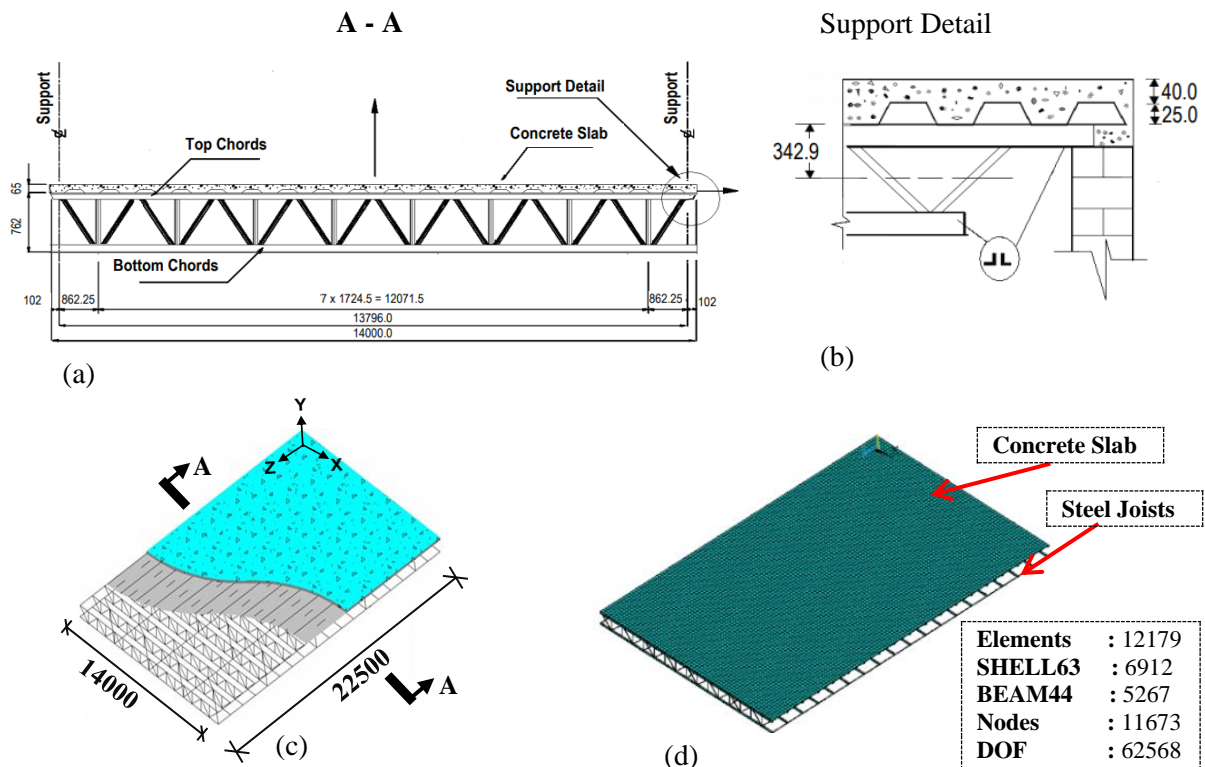 A - A
Support Detail
Support
Support
Support Detail
Concrete Slab
Top Chords
65
762
Bottom Chords
102
862.25
7 x 1724.5 = 12071.5
862.25
102
13796.0
14000.0
(a)
40.0
25.0
342.9
(b)
Y
Z
X
A
A
14000
22500
(c)
Concrete Slab
Steel Joists
Elements : 12179
SHELL63 : 6912
BEAM44 : 5267
Nodes : 11673
DOF : 62568
(d)